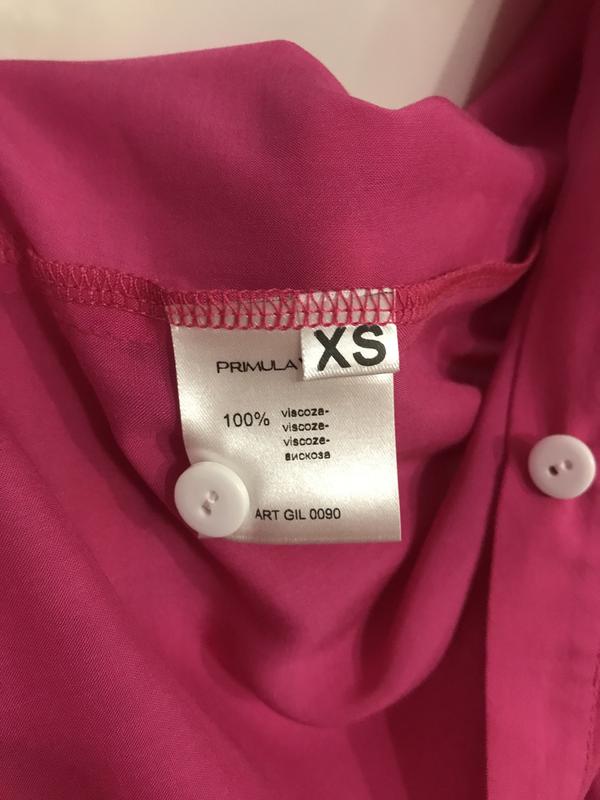 XS
PRIMULA
100% viscoza-
viscoze-
viscoze-
вискоза
ART GIL 0090